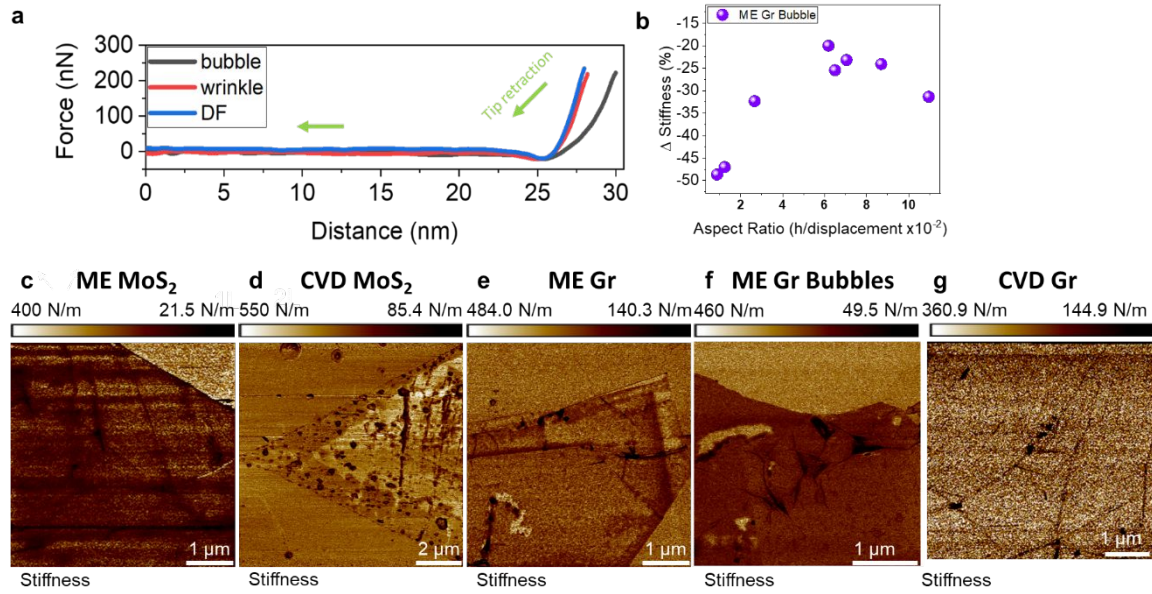 a
Force (nN)
300
200
100
0
bubble
wrinkle
DF
Tip retraction
0 5 10 15 20 25 30
Distance (nm)
b
Δ Stiffness (%)
-15
-20
-25
-30
-35
-40
-45
-50
ME Gr Bubble
2 4 6 8 10
Aspect Ratio (h/displacement x10⁻²)
c ME MoS₂
400 N/m 21.5 N/m
1 µm
Stiffness
d CVD MoS₂
550 N/m 85.4 N/m
2 µm
Stiffness
e ME Gr
484.0 N/m 140.3 N/m
1 µm
Stiffness
f ME Gr Bubbles
460 N/m 49.5 N/m
1 µm
Stiffness
g CVD Gr
360.9 N/m 144.9 N/m
1 µm
Stiffness